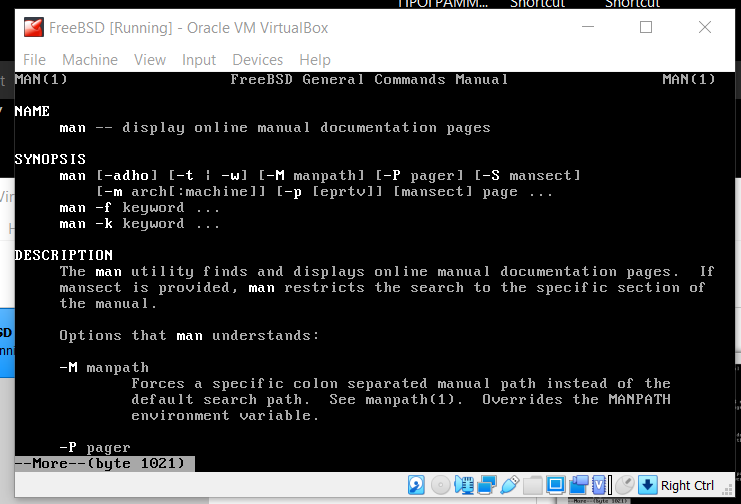 ПРОГРАММ... Shortcut Shortcut
FreeBSD [Running] - Oracle VM VirtualBox
File Machine View Input Devices Help
MAN(1) FreeBSD General Commands Manual MAN(1)
NAME
man -- display online manual documentation pages
SYNOPSIS
man [-adho] [-t | -w] [-M manpath] [-P pager] [-S mansect]
[-m arch[:machine]] [-p [eprtv]] [mansect] page ...
man -f keyword ...
man -k keyword ...
DESCRIPTION
The man utility finds and displays online manual documentation pages. If
mansect is provided, man restricts the search to the specific section of
the manual.
Options that man understands:
-M manpath
Forces a specific colon separated manual path instead of the
default search path. See manpath(1). Overrides the MANPATH
environment variable.
-P pager
--More--(byte 1021)
Right Ctrl